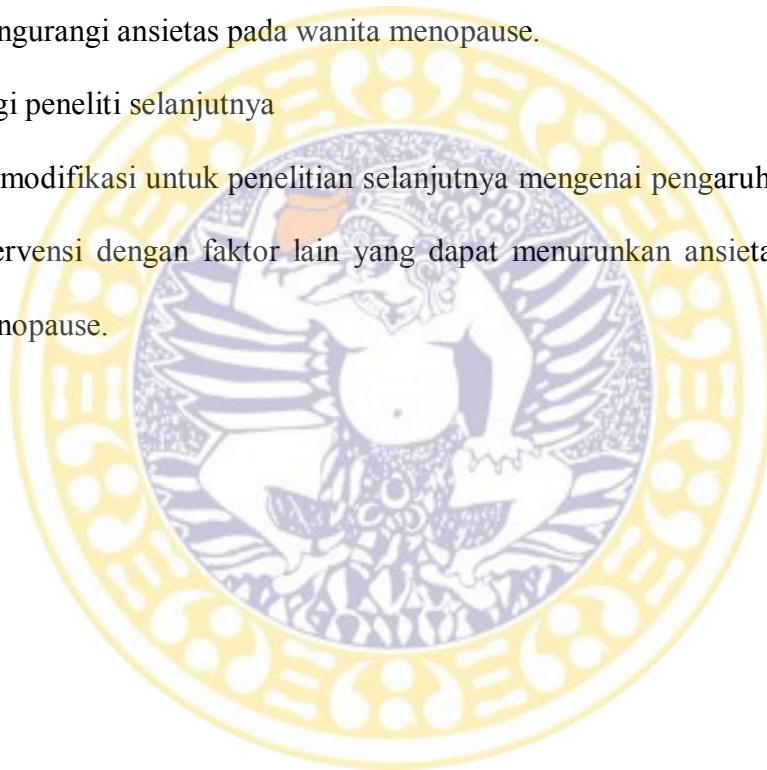 ngurangi ansietas pada wanita menopause.
gi peneliti selanjutnya
modifikasi untuk penelitian selanjutnya mengenai pengaruh
ervensi dengan faktor lain yang dapat menurunkan ansieta
nopause.